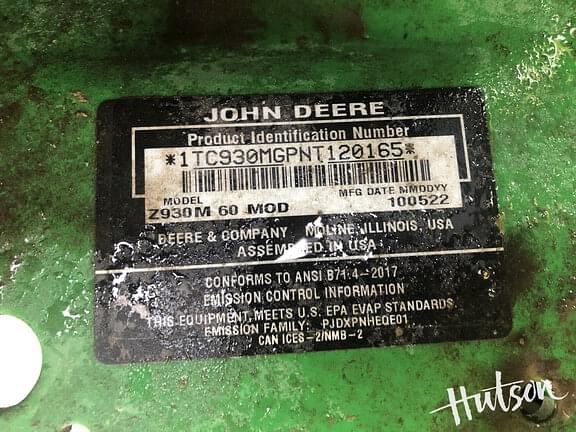 JOHN DEERE
Product Identification Number
*1TC930MGPNT120165*
MODEL MFG DATE MMDDYY
Z930M 60 MOD 100522
DEERE & COMPANY MOLINE, ILLINOIS, USA
ASSEMBLED IN USA
CONFORMS TO ANSI B71.4-2017
EMISSION CONTROL INFORMATION
THIS EQUIPMENT MEETS U.S. EPA EVAP STANDARDS
EMISSION FAMILY: PJDXPNHEQE01
CAN ICES-2/NMB-2
Hutson